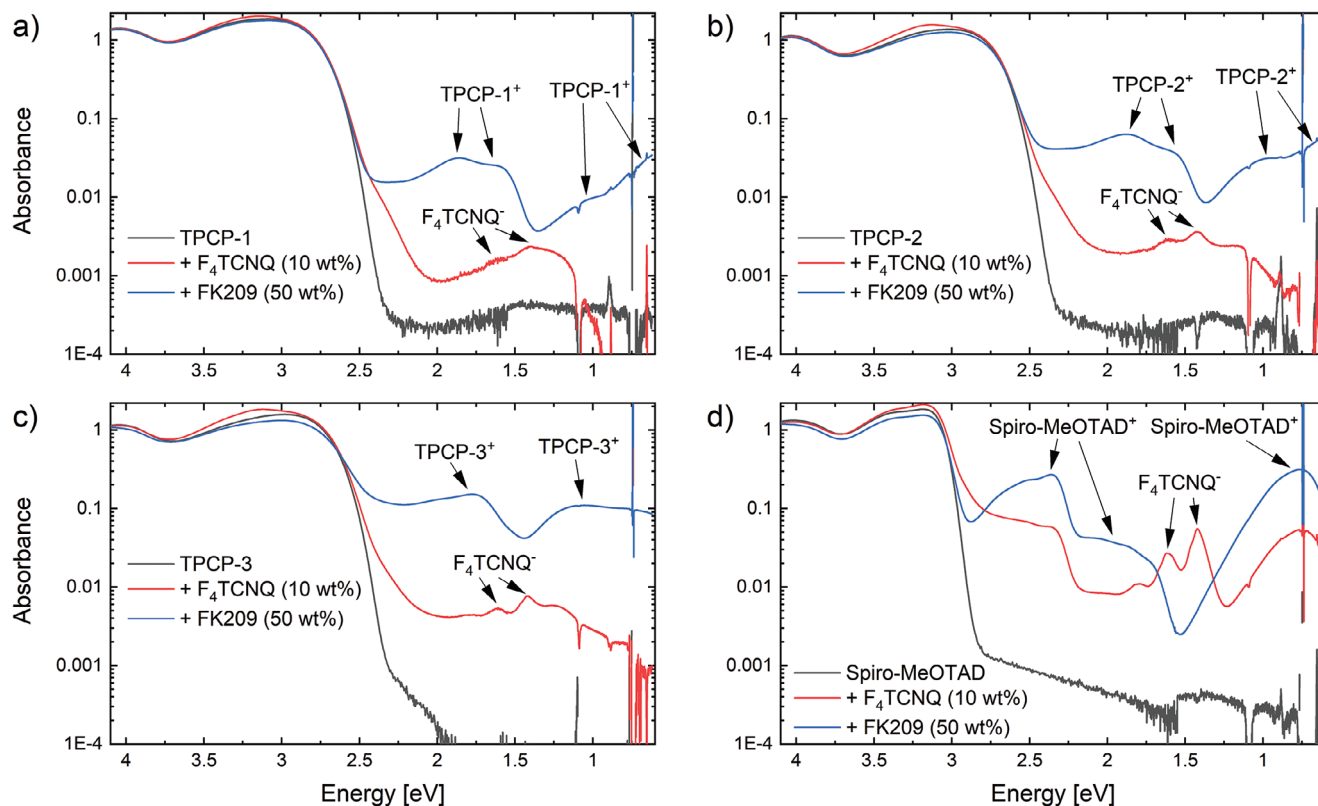 a)
Absorbance
1
0.1
0.01
0.001
1E-4
TPCP-1⁺
TPCP-1⁺
F₄TCNQ⁻
TPCP-1
+ F₄TCNQ (10 wt%)
+ FK209 (50 wt%)
4 3.5 3 2.5 2 1.5 1
b)
1
0.1
0.01
0.001
1E-4
TPCP-2⁺
TPCP-2⁺
F₄TCNQ⁻
TPCP-2
+ F₄TCNQ (10 wt%)
+ FK209 (50 wt%)
4 3.5 3 2.5 2 1.5 1
c)
Absorbance
1
0.1
0.01
0.001
1E-4
TPCP-3⁺
TPCP-3⁺
F₄TCNQ⁻
TPCP-3
+ F₄TCNQ (10 wt%)
+ FK209 (50 wt%)
4 3.5 3 2.5 2 1.5 1
Energy [eV]
d)
1
0.1
0.01
0.001
1E-4
Spiro-MeOTAD⁺
Spiro-MeOTAD⁺
F₄TCNQ⁻
Spiro-MeOTAD
+ F₄TCNQ (10 wt%)
+ FK209 (50 wt%)
4 3.5 3 2.5 2 1.5 1
Energy [eV]